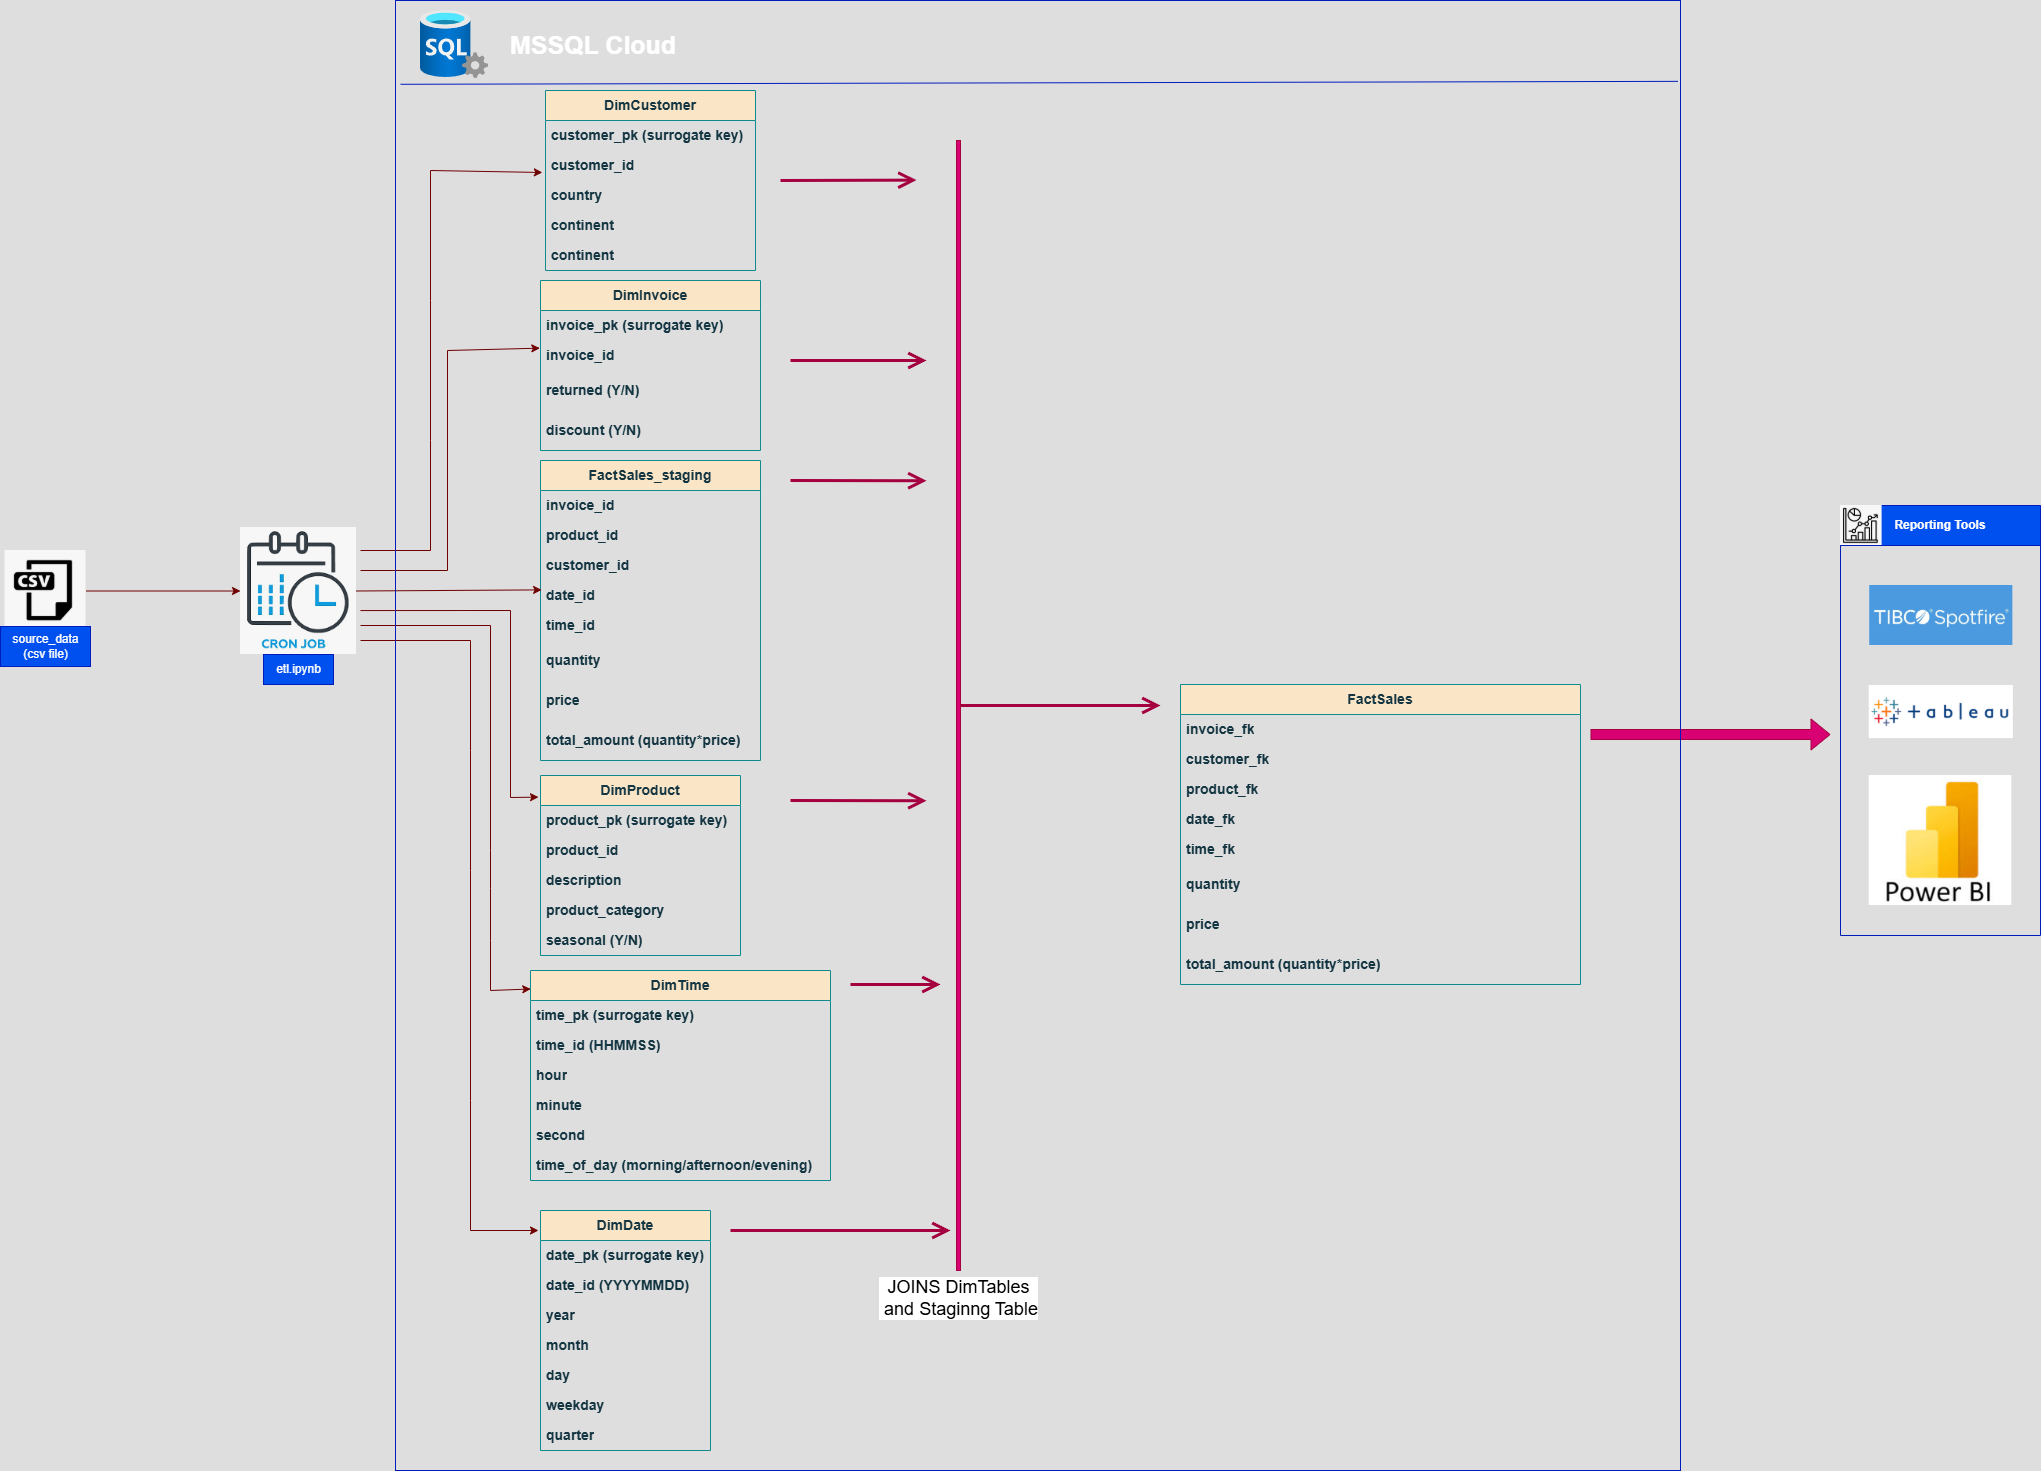 SQL
MSSQL Cloud
DimCustomer
customer_pk (surrogate key)
customer_id
country
continent
continent
DimInvoice
invoice_pk (surrogate key)
invoice_id
returned (Y/N)
discount (Y/N)
FactSales_staging
invoice_id
product_id
customer_id
date_id
time_id
quantity
price
total_amount (quantity*price)
CSV
source_data
(csv file)
CRON JOB
etl.ipynb
DimProduct
product_pk (surrogate key)
product_id
description
product_category
seasonal (Y/N)
DimTime
time_pk (surrogate key)
time_id (HHMMSS)
hour
minute
second
time_of_day (morning/afternoon/evening)
DimDate
date_pk (surrogate key)
date_id (YYYYMMDD)
year
month
day
weekday
quarter
JOINS DimTables
and Staginng Table
FactSales
invoice_fk
customer_fk
product_fk
date_fk
time_fk
quantity
price
total_amount (quantity*price)
Reporting Tools
TIBCO Spotfire®
+ableau
Power BI